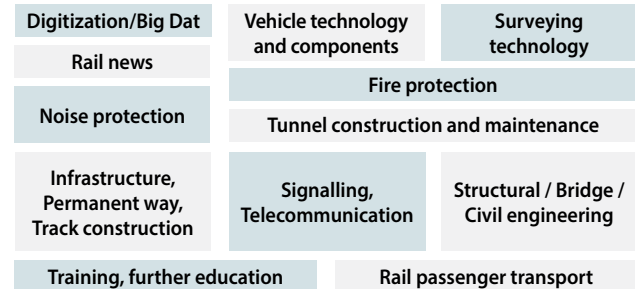 Digitization/Big Dat
Rail news
Noise protection
Vehicle technology
and components
Surveying
technology
Fire protection
Tunnel construction and maintenance
Infrastructure,
Permanent way,
Track construction
Signalling,
Telecommunication
Structural / Bridge /
Civil engineering
Training, further education
Rail passenger transport